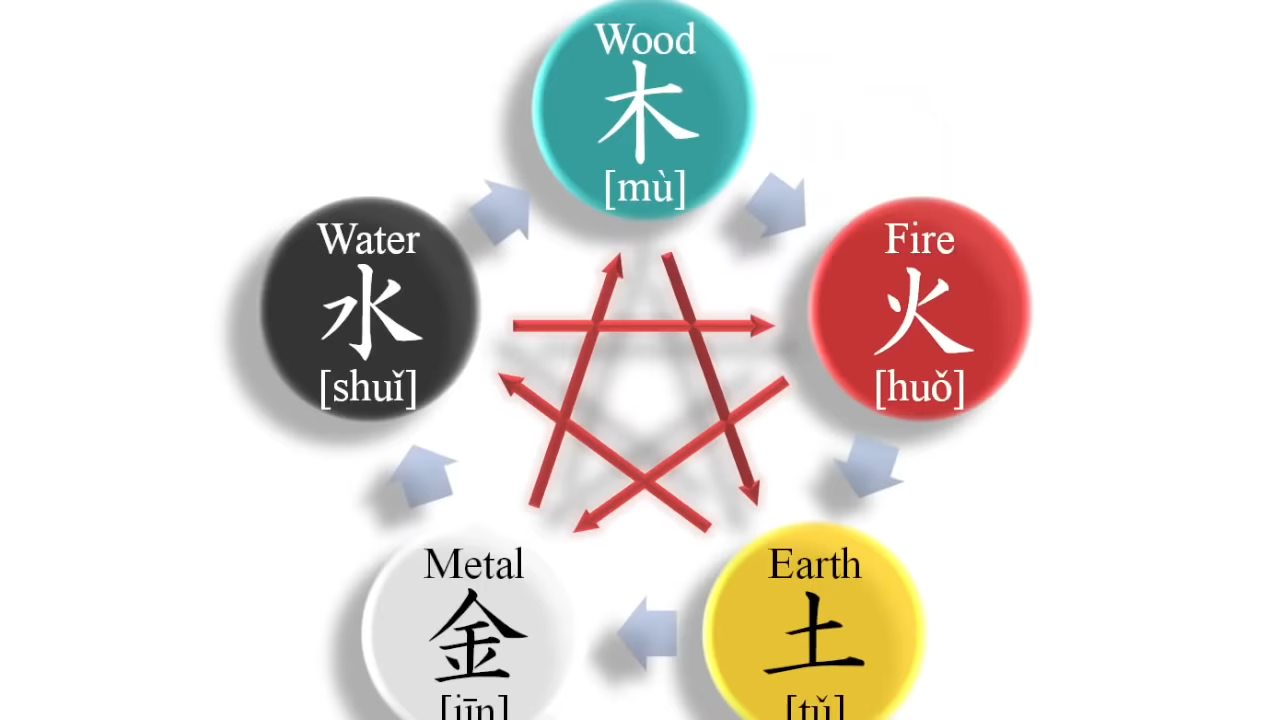 Wood
木
[mù]
Water
水
[shuǐ]
Fire
火
[huǒ]
Metal
金
[jīn]
Earth
土
[tǔ]